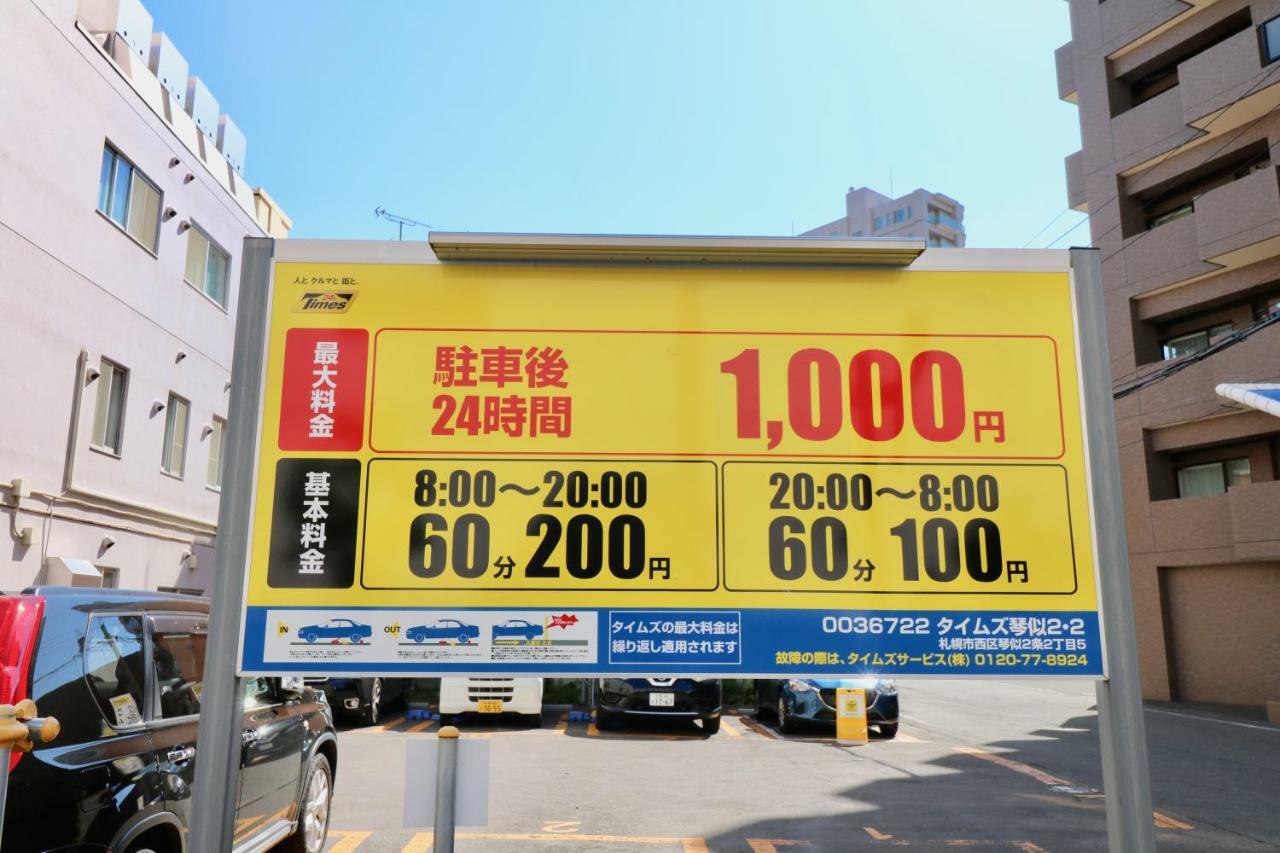 人と クルマと 街と、
24h
Times
最大料金
駐車後
24時間
1,000円
基本料金
8:00～20:00
60分 200円
20:00～8:00
60分 100円
IN
OUT
タイムズの最大料金は
繰り返し適用されます
0036722 タイムズ琴似2・2
札幌市西区琴似2条2丁目5
故障の際は、タイムズサービス(株) 0120-77-8924
2